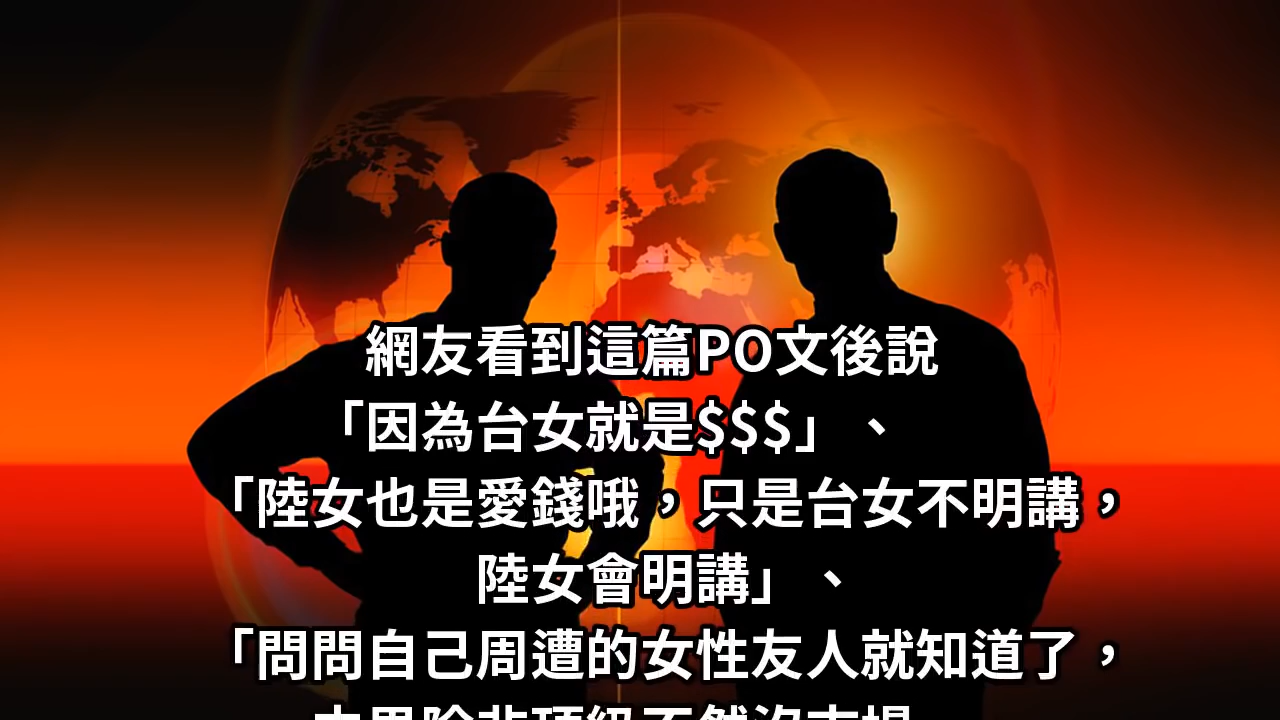 網友看到這篇PO文後說
「因為台女就是$$$」、
「陸女也是愛錢哦，只是台女不明講，
陸女會明講」、
「問問自己周遭的女性友人就知道了，